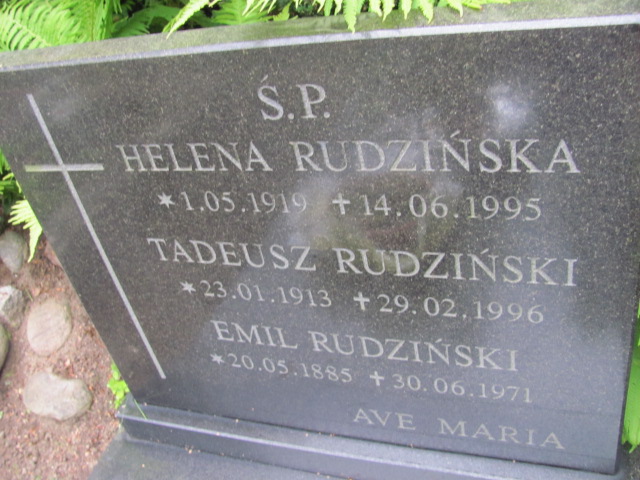 Ś.P.
HELENA RUDZIŃSKA
*1.05.1919 ✝14.06.1995
TADEUSZ RUDZIŃSKI
*23.01.1913 ✝29.02.1996
EMIL RUDZIŃSKI
*20.05.1885 ✝30.06.1971
AVE MARIA